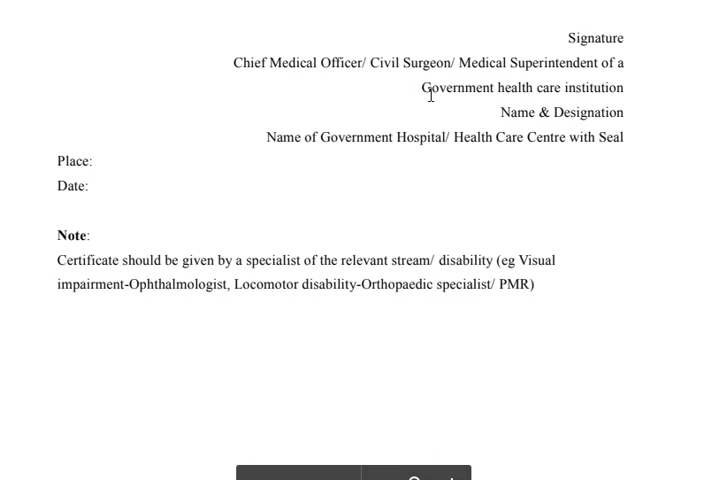 Signature
Chief Medical Officer/ Civil Surgeon/ Medical Superintendent of a
Government health care institution
Name & Designation
Name of Government Hospital/ Health Care Centre with Seal
Place:
Date:
Note:
Certificate should be given by a specialist of the relevant stream/ disability (eg Visual
impairment-Ophthalmologist, Locomotor disability-Orthopaedic specialist/ PMR)